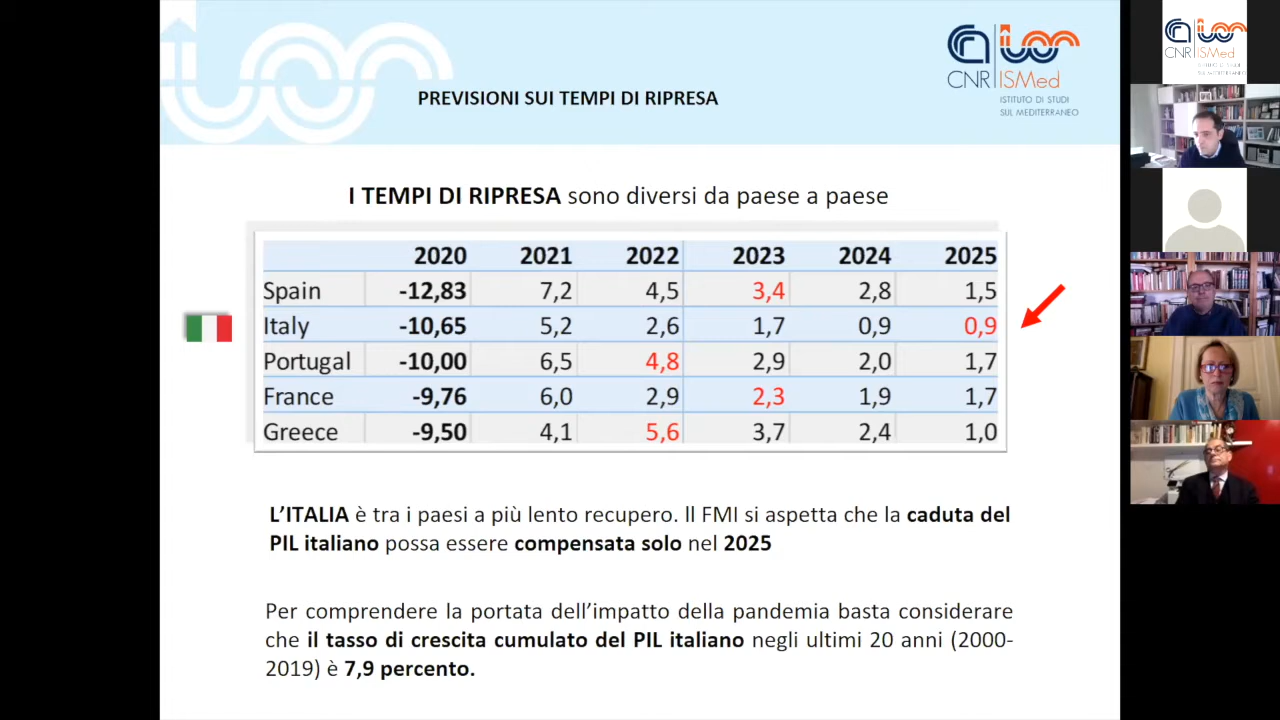 CNR ISMed
ISTITUTO DI STUDI
SUL MEDITERRANEO
PREVISIONI SUI TEMPI DI RIPRESA
I TEMPI DI RIPRESA sono diversi da paese a paese
2020 2021 2022 2023 2024 2025
Spain -12,83 7,2 4,5 3,4 2,8 1,5
Italy -10,65 5,2 2,6 1,7 0,9 0,9
Portugal -10,00 6,5 4,8 2,9 2,0 1,7
France -9,76 6,0 2,9 2,3 1,9 1,7
Greece -9,50 4,1 5,6 3,7 2,4 1,0
L’ITALIA è tra i paesi a più lento recupero. Il FMI si aspetta che la caduta del
PIL italiano possa essere compensata solo nel 2025
Per comprendere la portata dell’impatto della pandemia basta considerare
che il tasso di crescita cumulato del PIL italiano negli ultimi 20 anni (2000-
2019) è 7,9 percento.
CNR ISMed
ISTITUTO DI STUDI
SUL MEDITERRANEO